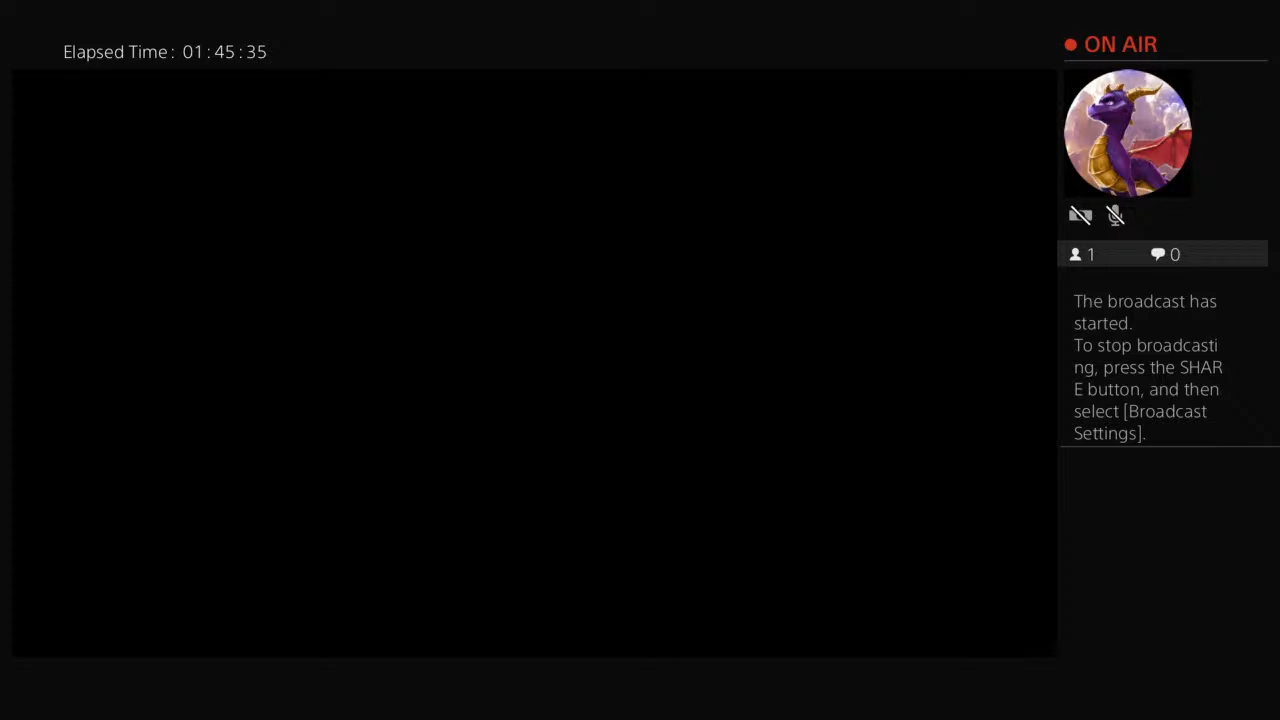 Elapsed Time: 01:45:35
ON AIR
1 0
The broadcast has
started.
To stop broadcasti
ng, press the SHAR
E button, and then
select [Broadcast
Settings].